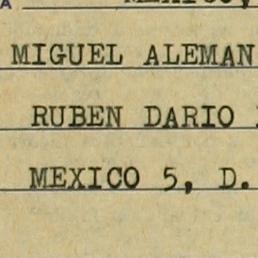 MIGUEL ALEMAN
RUBEN DARIO
MEXICO 5, D.